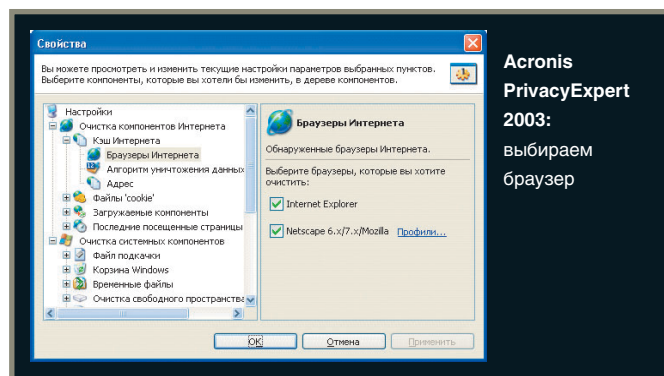 Свойства
Вы можете просмотреть и изменить текущие настройки параметров выбранных пунктов.
Выберите компоненты, которые вы хотели бы изменить, в дереве компонентов.
Настройки
Очистка компонентов Интернета
Кэш Интернета
Браузеры Интернета
Алгоритм уничтожения данных
Адрес
Файлы 'cookie'
Загружаемые компоненты
Последние посещенные страницы
Очистка системных компонентов
Файл подкачки
Корзина Windows
Временные файлы
Очистка свободного пространства
Браузеры Интернета
Обнаруженные браузеры Интернета.
Выберите браузеры, которые вы хотите
очистить:
Internet Explorer
Netscape 6.x/7.x/Mozilla Профили...
OK Отмена Применить
Acronis
PrivacyExpert
2003:
выбираем
браузер